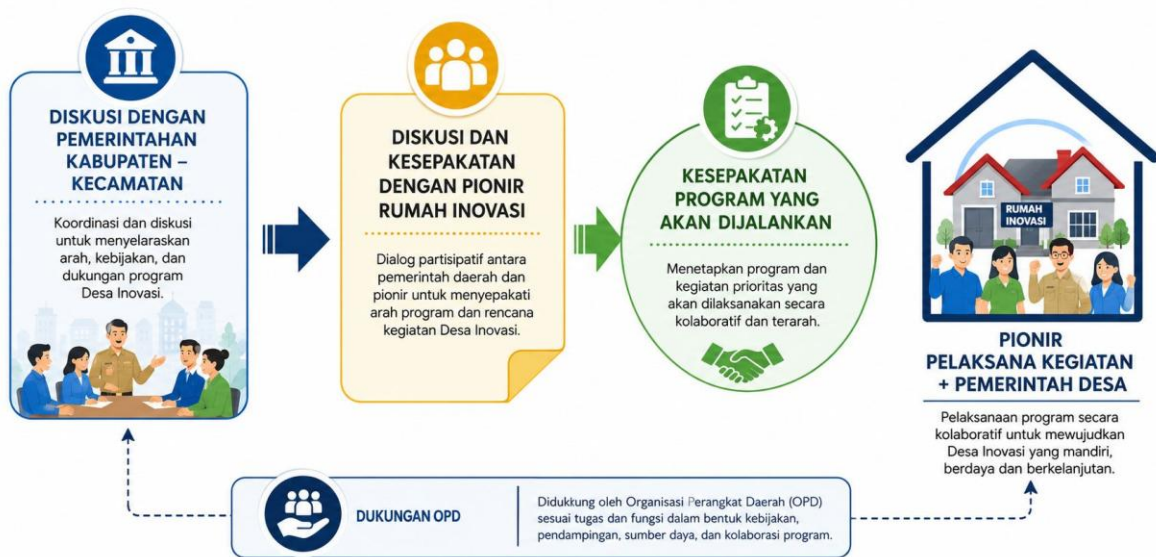 DISKUSI DENGAN
PEMERINTAHAN
KABUPATEN –
KECAMATAN
Koordinasi dan diskusi
untuk menyelaraskan
arah, kebijakan, dan
dukungan program
Desa Inovasi.
DISKUSI DAN
KESEPAKATAN
DENGAN PIONIR
RUMAH INOVASI
Dialog partisipatif antara
pemerintah daerah dan
pionir untuk menyepakati
arah program dan rencana
kegiatan Desa Inovasi.
KESEPAKATAN
PROGRAM YANG
AKAN DIJALANKAN
Menetapkan program dan
kegiatan prioritas yang
akan dilaksanakan secara
kolaboratif dan terarah.
RUMAH
INOVASI
PIONIR
PELAKSANA KEGIATAN
+ PEMERINTAH DESA
Pelaksanaan program secara
kolaboratif untuk mewujudkan
Desa Inovasi yang mandiri,
berdaya dan berkelanjutan.
DUKUNGAN OPD
Diduktung oleh Organisasi Perangkat Daerah (OPD)
sesuai tugas dan fungsi dalam bentuk kebijakan,
pendampingan, sumber daya, dan kolaborasi program.